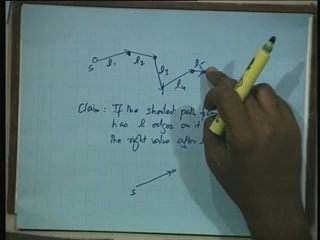 S l₁ l₂ l₃ l₄ l₅
Claim: If the shortest path
has l edges on it
the right value after
S